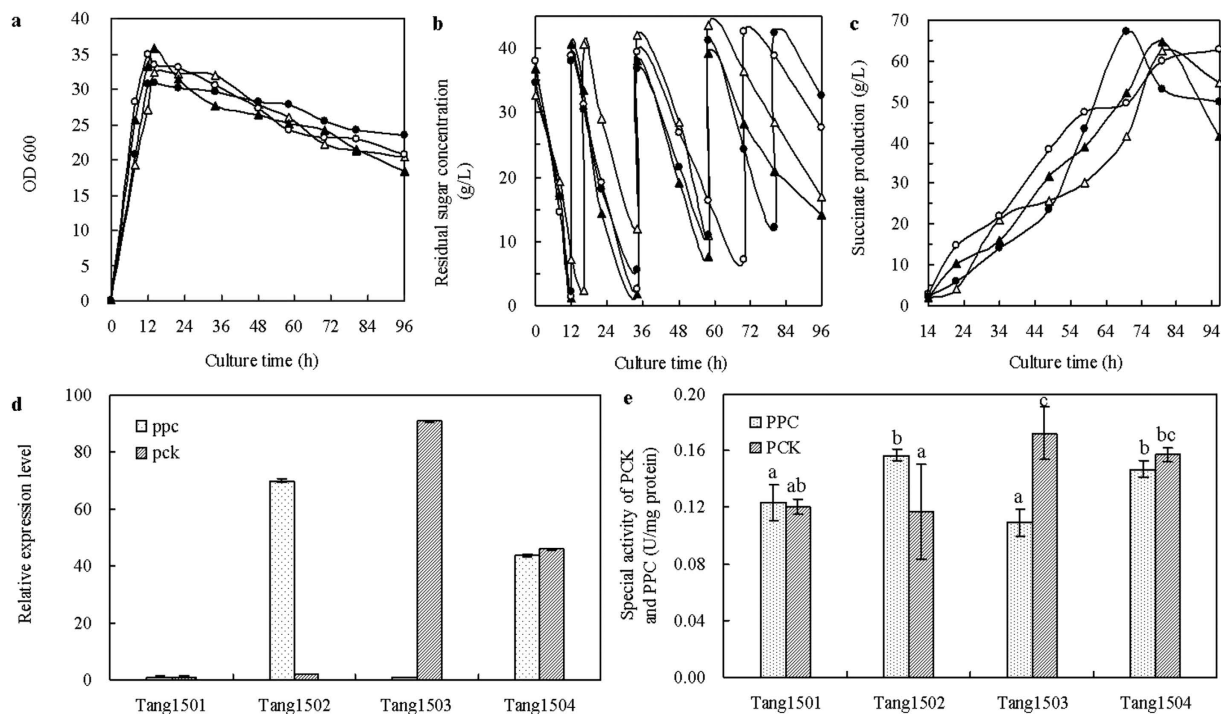 a
40
35
30
25
20
15
10
5
0
OD 600
0 12 24 36 48 60 72 84 96
Culture time (h)
b
40
30
20
10
0
Residual sugar concentration
(g/L)
0 12 24 36 48 60 72 84 96
Culture time (h)
c
70
60
50
40
30
20
10
0
Succinate production (g/L)
14 24 34 44 54 64 74 84 94
Culture time (h)
d
100
80
60
40
20
0
Relative expression level
ppc
pck
Tang1501 Tang1502 Tang1503 Tang1504
e
0.20
0.16
0.12
0.08
0.04
0.00
Special activity of PCK
and PPC (U/mg protein)
PPC
PCK
a ab b a a c b bc
Tang1501 Tang1502 Tang1503 Tang1504